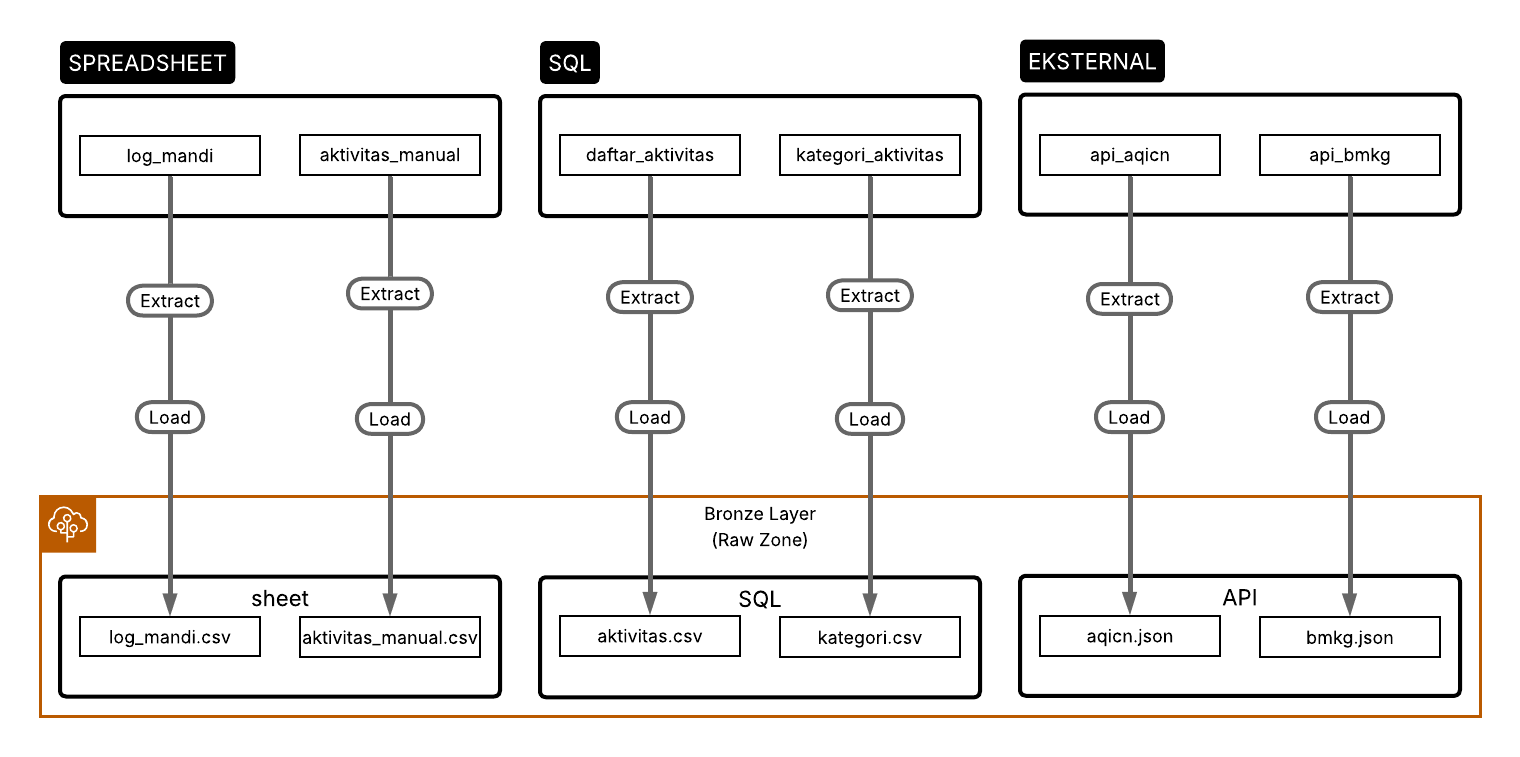 SPREADSHEET
SQL
EKSTERNAL
log_mandi
aktivitas_manual
daftar_aktivitas
kategori_aktivitas
api_aqicn
api_bmkg
Extract
Extract
Extract
Extract
Extract
Extract
Load
Load
Load
Load
Load
Load
Bronze Layer
(Raw Zone)
sheet
SQL
API
log_mandi.csv
aktivitas_manual.csv
aktivitas.csv
kategori.csv
aqicn.json
bmkg.json